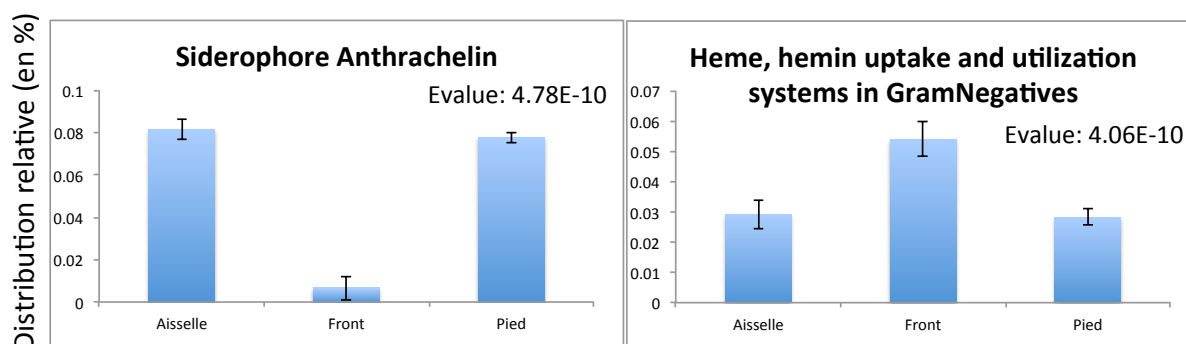 Distribution relative (en %)
Siderophore Anthrachelin
Evalue: 4.78E-10
0.1
0.08
0.06
0.04
0.02
0
Aisselle Front Pied
Heme, hemin uptake and utilization
systems in GramNegatives
Evalue: 4.06E-10
0.07
0.06
0.05
0.04
0.03
0.02
0.01
0
Aisselle Front Pied